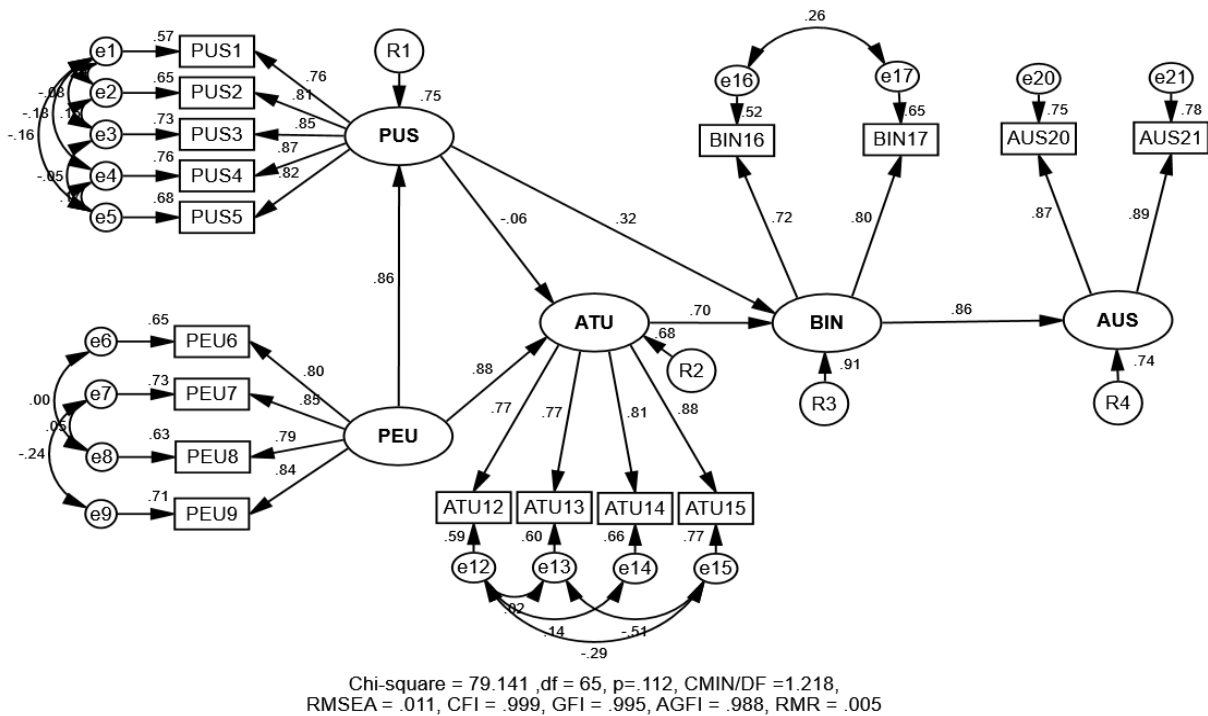 .26
e1 .57 PUS1
e2 .65 PUS2
e3 .73 PUS3
e4 .76 PUS4
e5 .68 PUS5
-.08
-.18
-.16
-.05
.76
.81
.85
.87
.82
R1
.75
PUS
e16
.52
BIN16
e17
.65
BIN17
e20
.75
AUS20
e21
.78
AUS21
-.06
.32
.72
.80
.87
.89
.86
ATU
.68
R2
.70
BIN
.91
R3
.86
AUS
.74
R4
e6 .65 PEU6
e7 .73 PEU7
e8 .63 PEU8
e9 .71 PEU9
.00
.05
-.24
.80
.85
.79
.84
PEU
.88
.77
.77
.81
.88
ATU12
ATU13
ATU14
ATU15
.59
.60
.66
.77
e12
e13
e14
e15
.02
.14
-.51
-.29
Chi-square = 79.141 ,df = 65, p=.112, CMIN/DF =1.218,
RMSEA = .011, CFI = .999, GFI = .995, AGFI = .988, RMR = .005